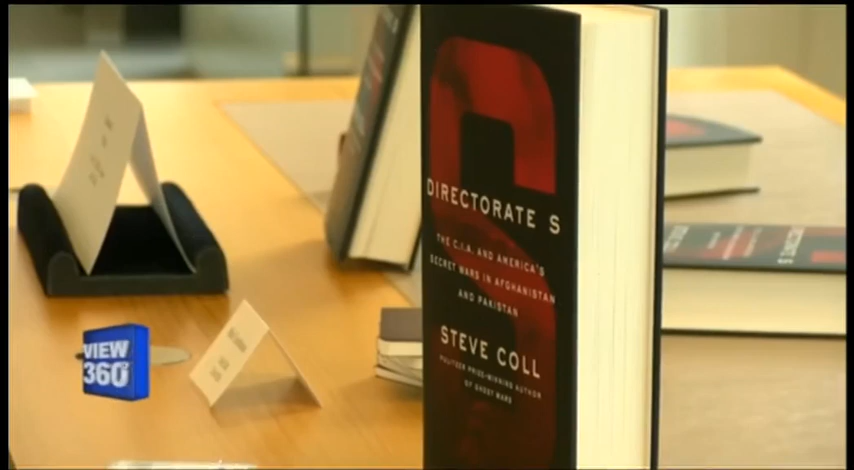 DIRECTORATE S
THE C.I.A. AND AMERICA'S
SECRET WARS IN AFGHANISTAN
AND PAKISTAN
STEVE COLL
PULITZER PRIZE-WINNING AUTHOR
OF GHOST WARS
VIEW
360°
DIRECTORATE S